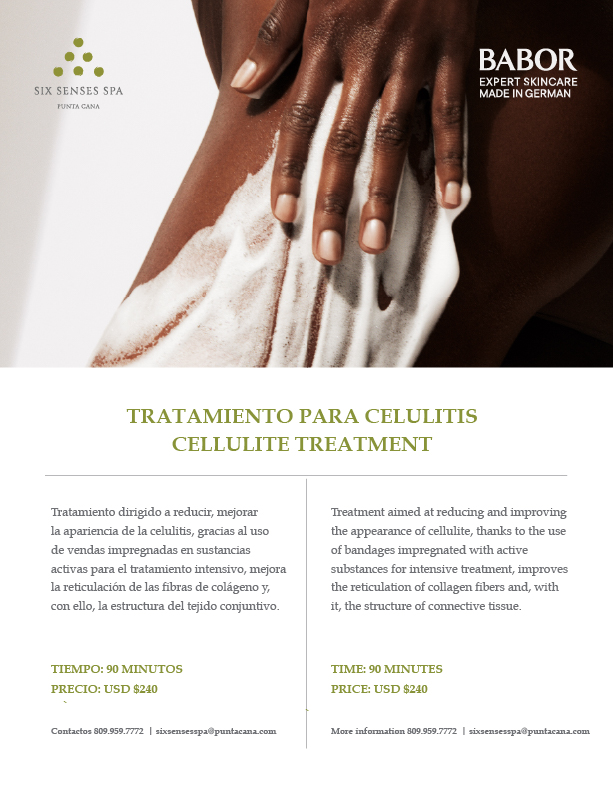 SIX SENSES SPA
PUNTA CANA
BABOR
EXPERT SKINCARE
MADE IN GERMAN
TRATAMIENTO PARA CELULITIS
CELLULITE TREATMENT
Tratamiento dirigido a reducir, mejorar
la apariencia de la celulitis, gracias al uso
de vendas impregnadas en sustancias
activas para el tratamiento intensivo, mejora
la reticulación de las fibras de colágeno y,
con ello, la estructura del tejido conjuntivo.
TIEMPO: 90 MINUTOS
PRECIO: USD $240
Contactos 809.959.7772 | sixsensesspa@puntacana.com
Treatment aimed at reducing and improving
the appearance of cellulite, thanks to the use
of bandages impregnated with active
substances for intensive treatment, improves
the reticulation of collagen fibers and, with
it, the structure of connective tissue.
TIME: 90 MINUTES
PRICE: USD $240
More information 809.959.7772 | sixsensesspa@puntacana.com